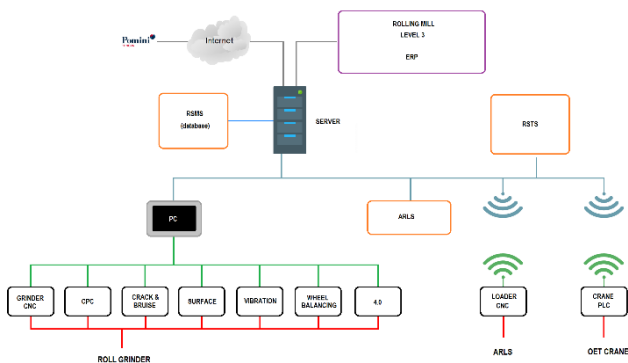 Pomini
Internet
ROLLING MILL
LEVEL 3
ERP
RSMS
(database)
SERVER
RSTS
PC
ARLS
GRINDER
CNC
CPC
CRACK &
BRUISE
SURFACE
VIBRATION
WHEEL
BALANCING
4.0
LOADER
CNC
CRANE
PLC
ROLL GRINDER
ARLS
OET CRANE